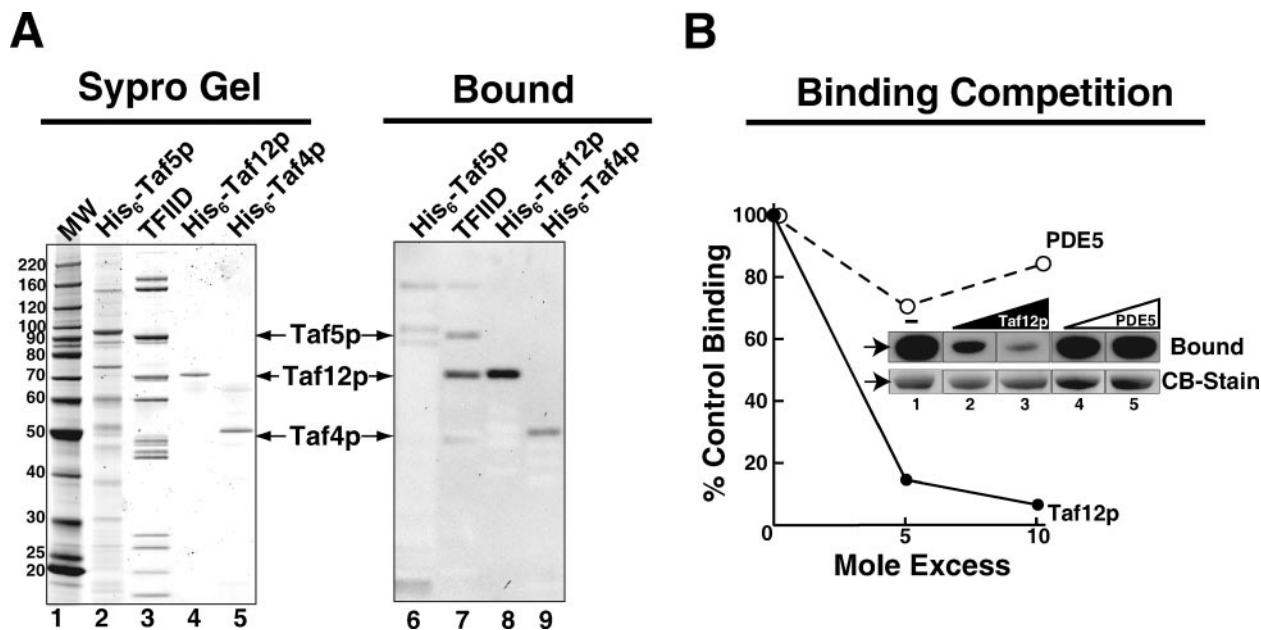 A
B
Sypro Gel
Bound
Binding Competition
MW
His6-Taf5p
TFIID
His6-Taf12p
His6-Taf4p
His6-Taf5p
TFIID
His6-Taf12p
His6-Taf4p
220
160
120
100
90
80
70
60
50
40
30
25
20
Taf5p
Taf12p
Taf4p
1 2 3 4 5
6 7 8 9
% Control Binding
100
80
60
40
20
0
5
10
Mole Excess
PDE5
Taf12p
–
Taf12p
PDE5
Bound
CB-Stain
1 2 3 4 5